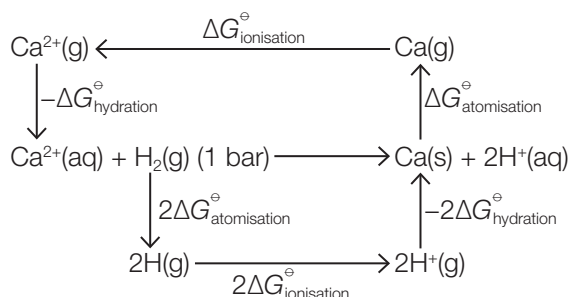 ΔG⊖ionisation
Ca²⁺(g) Ca(g)
−ΔG⊖hydration ΔG⊖atomisation
Ca²⁺(aq) + H₂(g) (1 bar) Ca(s) + 2H⁺(aq)
2ΔG⊖atomisation −2ΔG⊖hydration
2H(g) 2H⁺(g)
2ΔG⊖ionisation